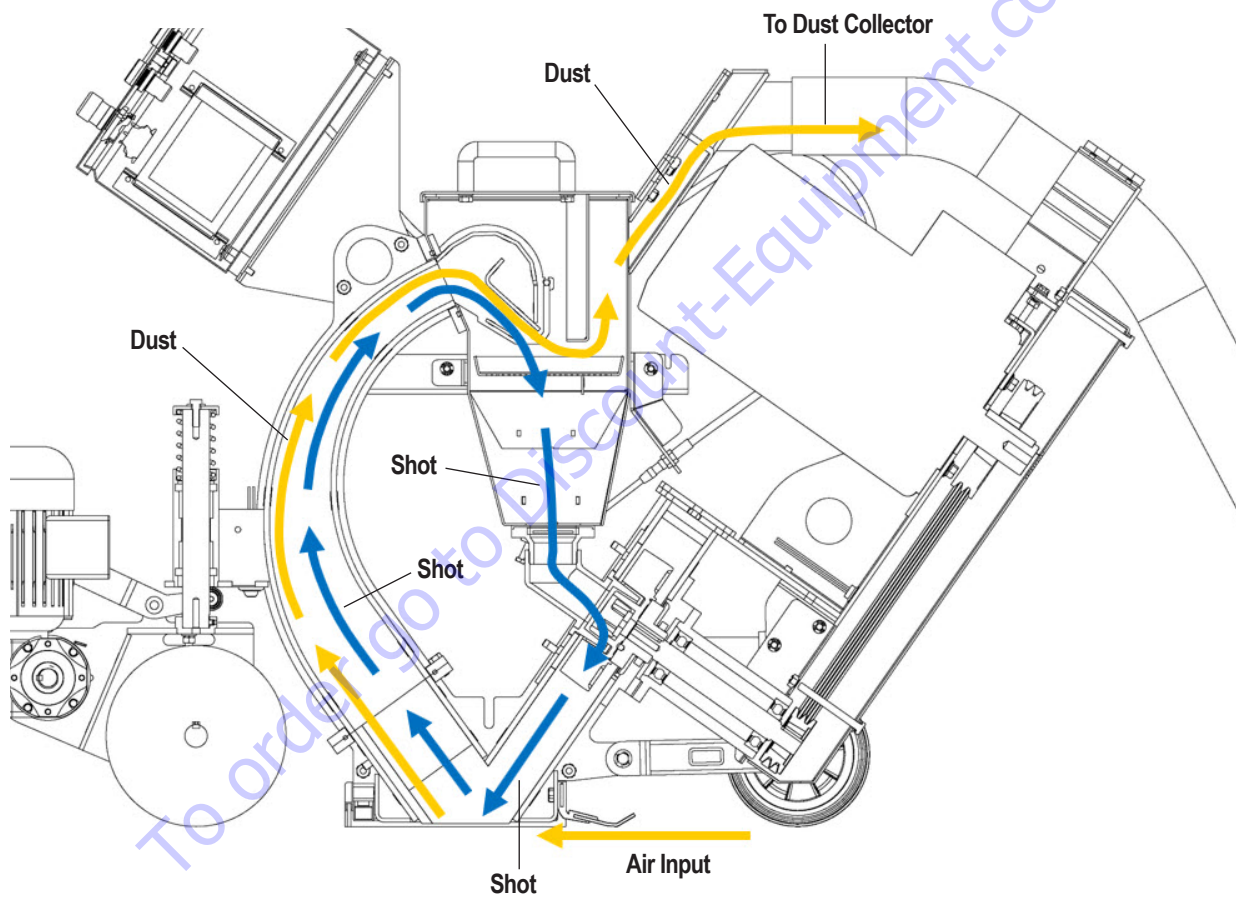 To Dust Collector
Dust
Dust
Shot
Shot
Air Input
Shot
To order go to Discount-Equipment.com